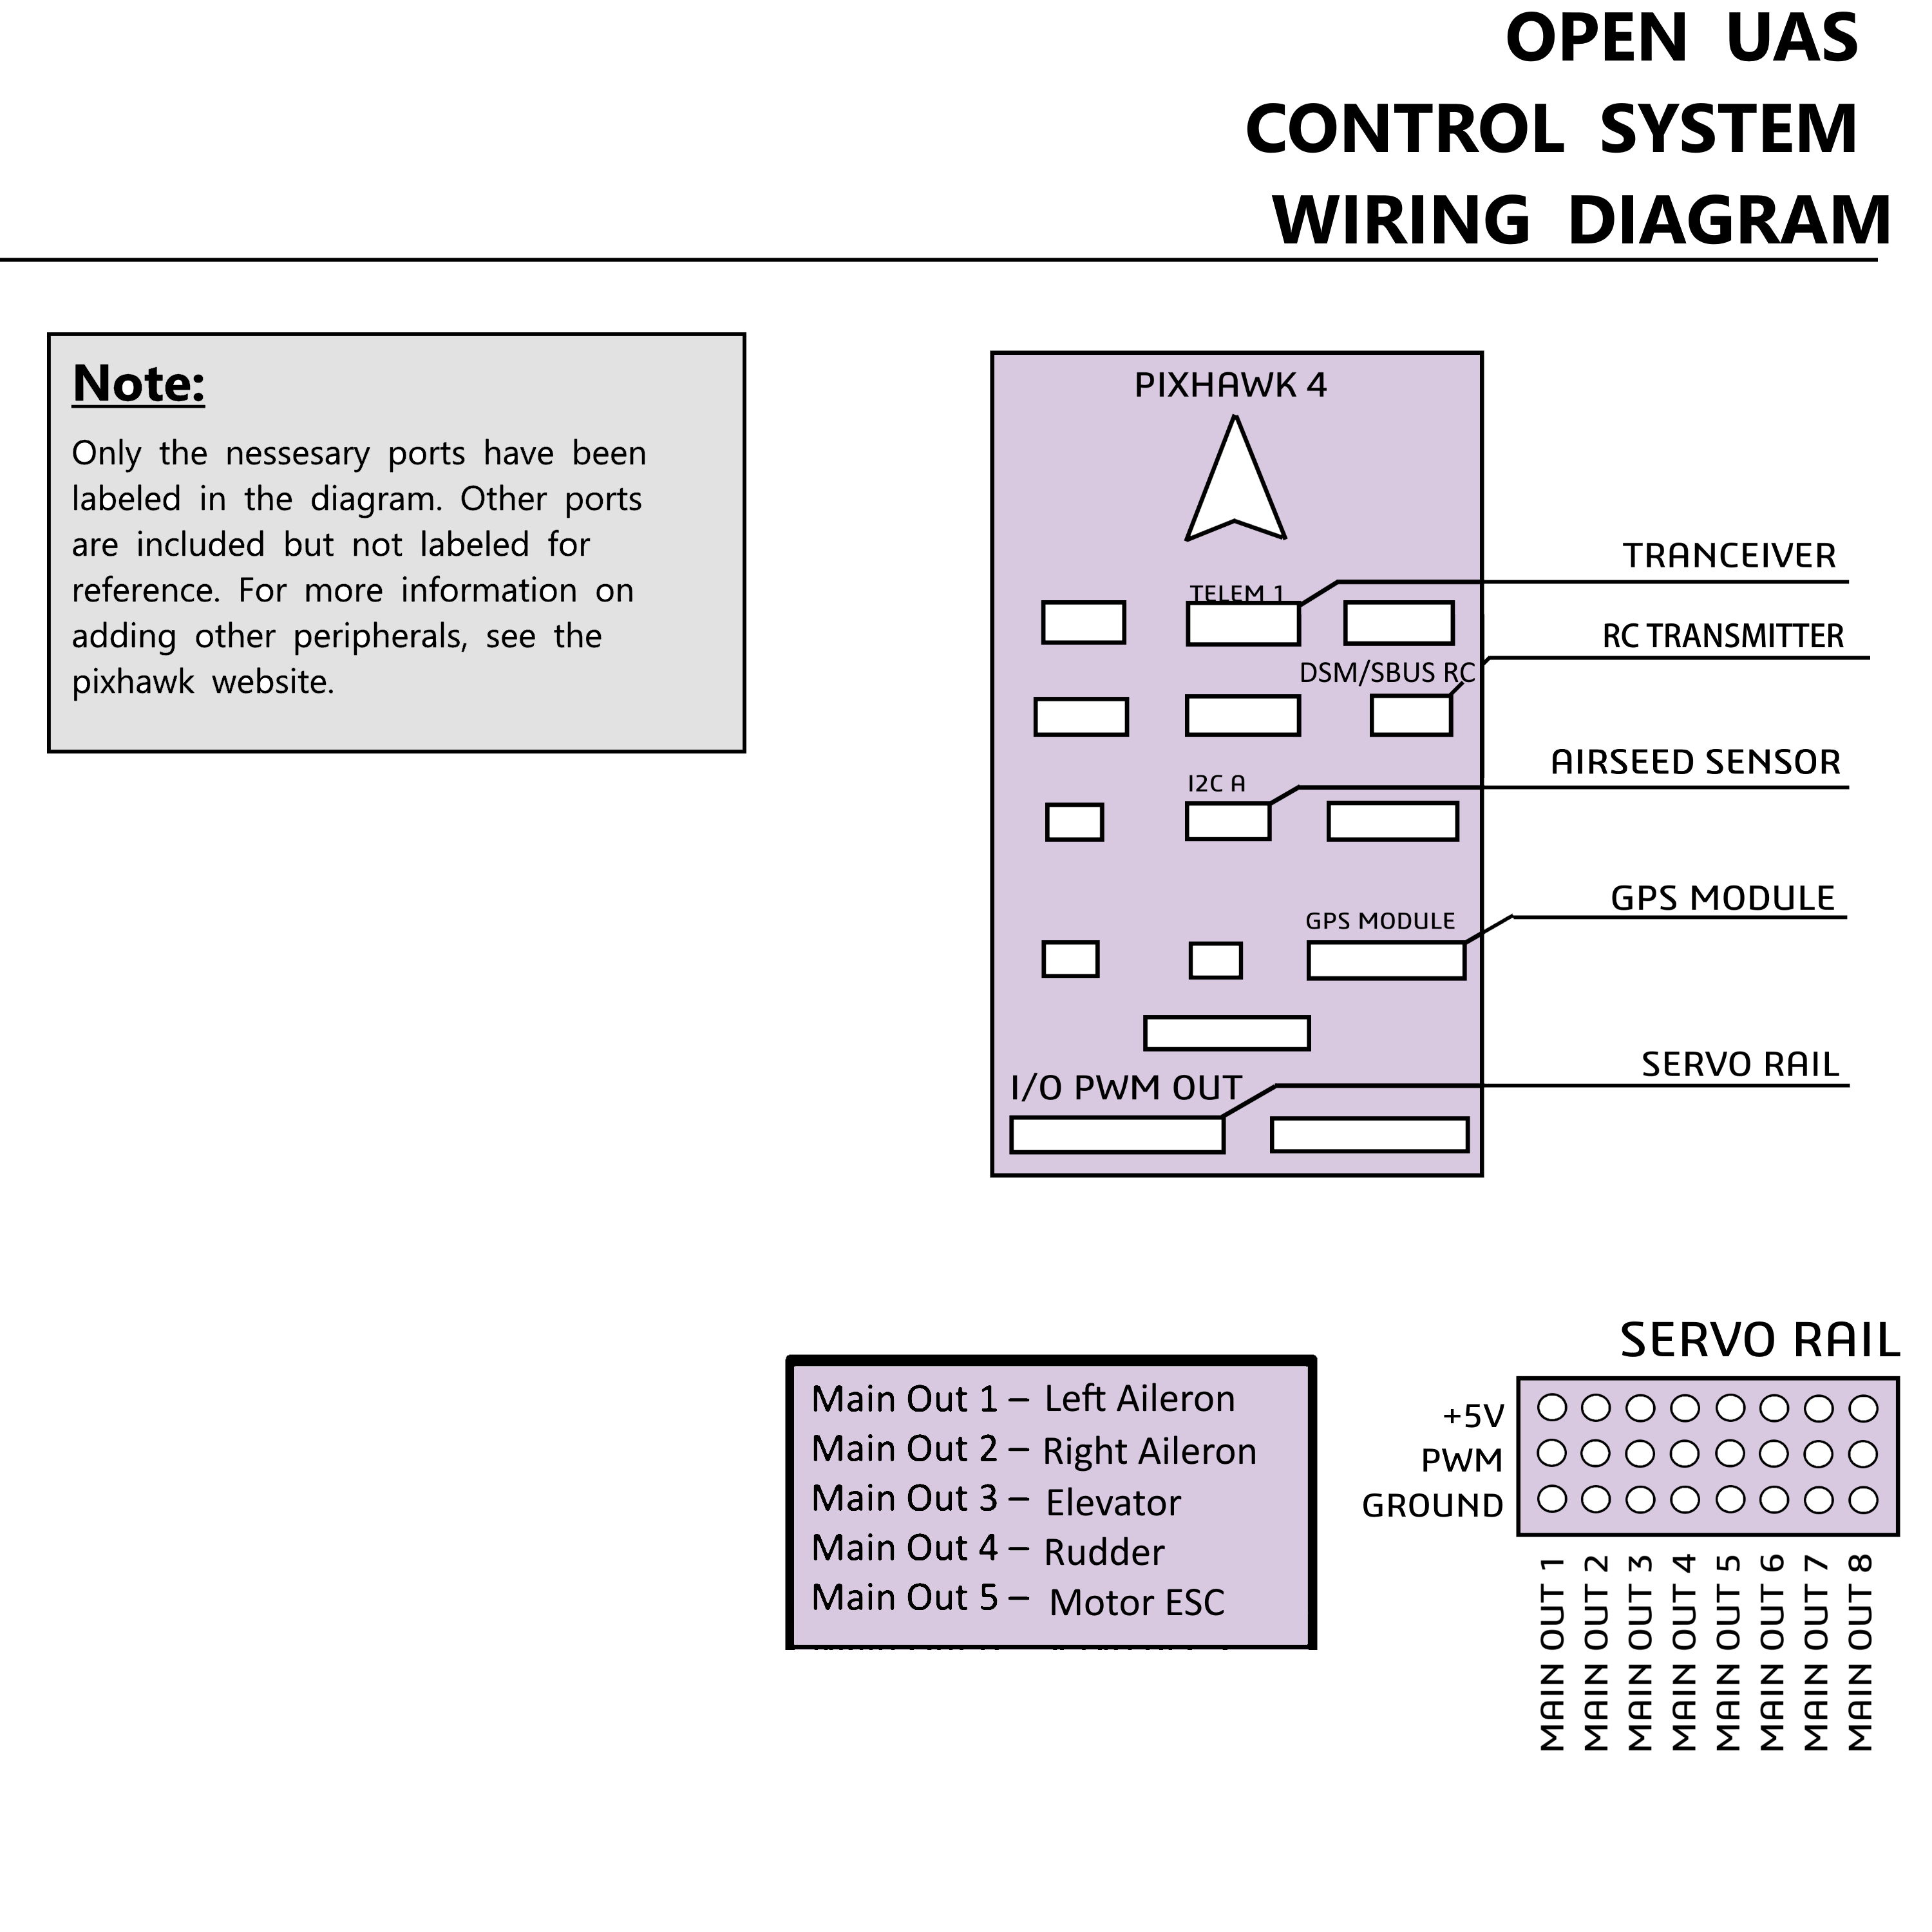 OPEN UAS
CONTROL SYSTEM
WIRING DIAGRAM
Note:
Only the nessesary ports have been
labeled in the diagram. Other ports
are included but not labeled for
reference. For more information on
adding other peripherals, see the
pixhawk website.
PIXHAWK 4
TRANCEIVER
TELEM 1
RC TRANSMITTER
DSM/SBUS RC
AIRSEED SENSOR
I2C A
GPS MODULE
GPS MODULE
SERVO RAIL
I/O PWM OUT
Main Out 1 – Left Aileron
Main Out 2 – Right Aileron
Main Out 3 – Elevator
Main Out 4 – Rudder
Main Out 5 – Motor ESC
SERVO RAIL
+5V
PWM
GROUND
MAIN OUT 1
MAIN OUT 2
MAIN OUT 3
MAIN OUT 4
MAIN OUT 5
MAIN OUT 6
MAIN OUT 7
MAIN OUT 8